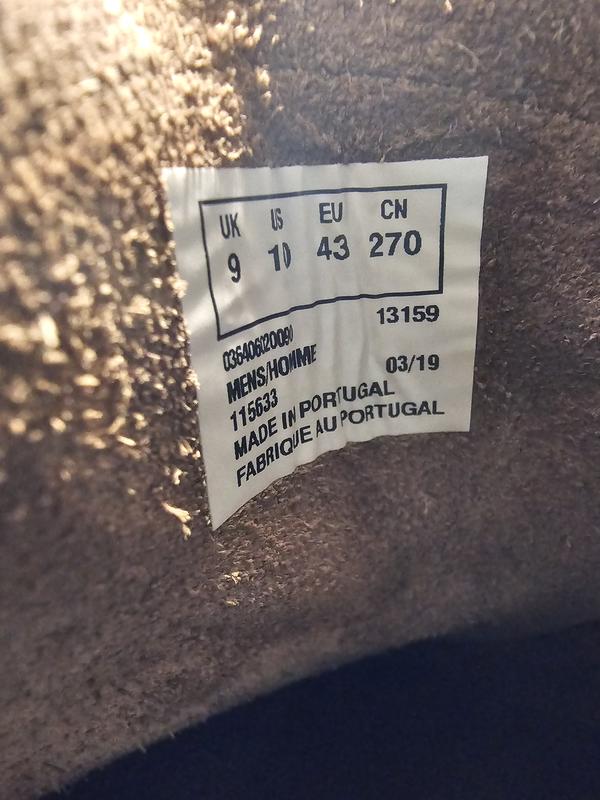 UK US EU CN
9 10 43 270
13159
MENS/HOMME
03/19
115633
MADE IN PORTUGAL
FABRIQUE AU PORTUGAL